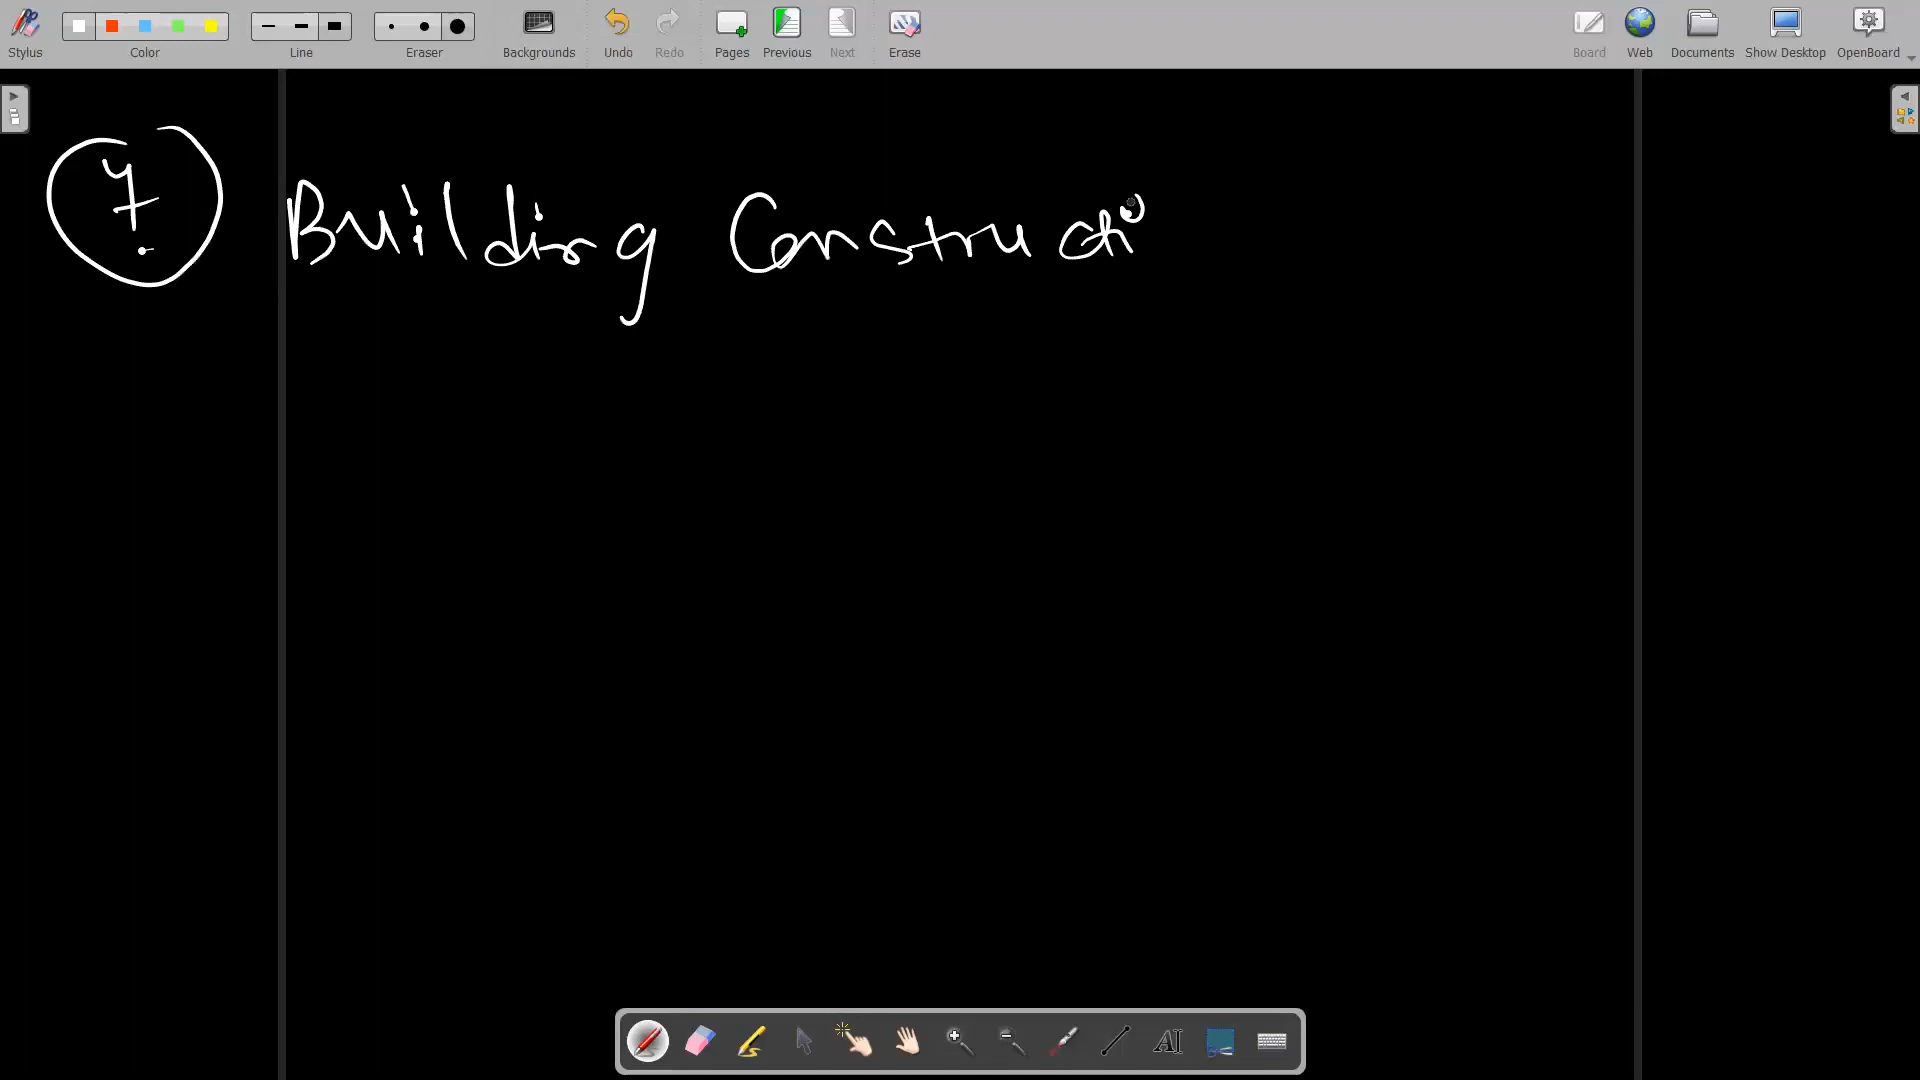 Stylus Color Line Eraser Backgrounds Undo Redo Pages Previous Next Erase Board Web Documents Show Desktop OpenBoard
7. Building Constructio